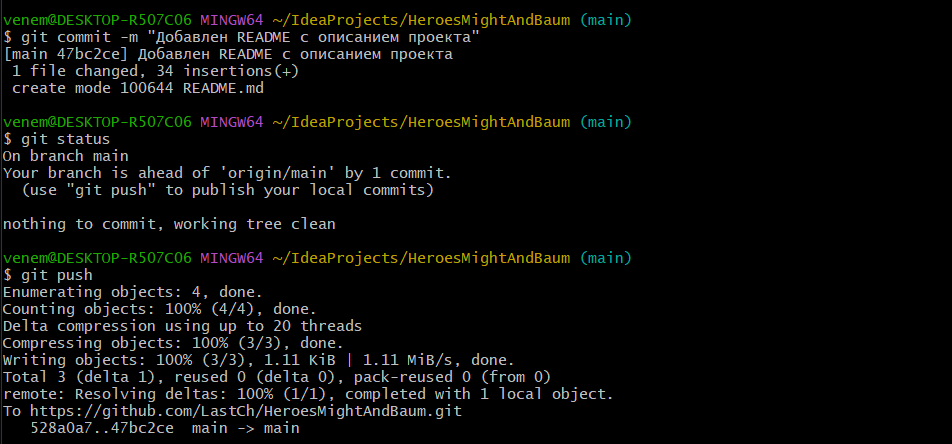 venem@DESKTOP-R507C06 MINGW64 ~/IdeaProjects/HeroesMightAndBaum (main)
$ git commit -m "Добавлен README с описанием проекта"
[main 47bc2ce] Добавлен README с описанием проекта
 1 file changed, 34 insertions(+)
 create mode 100644 README.md

venem@DESKTOP-R507C06 MINGW64 ~/IdeaProjects/HeroesMightAndBaum (main)
$ git status
On branch main
Your branch is ahead of 'origin/main' by 1 commit.
  (use "git push" to publish your local commits)

nothing to commit, working tree clean

venem@DESKTOP-R507C06 MINGW64 ~/IdeaProjects/HeroesMightAndBaum (main)
$ git push
Enumerating objects: 4, done.
Counting objects: 100% (4/4), done.
Delta compression using up to 20 threads
Compressing objects: 100% (3/3), done.
Writing objects: 100% (3/3), 1.11 KiB | 1.11 MiB/s, done.
Total 3 (delta 1), reused 0 (delta 0), pack-reused 0 (from 0)
remote: Resolving deltas: 100% (1/1), completed with 1 local object.
To https://github.com/LastCh/HeroesMightAndBaum.git
   528a0a7..47bc2ce  main -> main